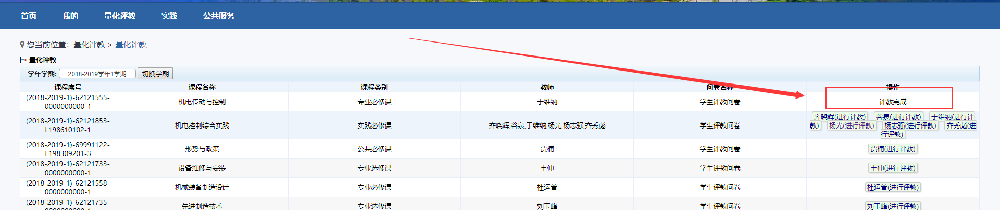 首页 我的 量化评教 实践 公共服务
您当前位置：量化评教 > 量化评教
量化评教
学年学期: 2018-2019学年1学期 切换学期
课程序号 课程名称 课程类别 教师 问卷名称 操作
(2018-2019-1)-62121555-
0000000000-1 机电传动与控制 专业必修课 于维纳 学生评教问卷 评教完成
(2018-2019-1)-62121853-
L198610102-1 机电控制综合实践 实践必修课 齐晓辉,谷泉,于维纳,杨光,杨志强,齐秀彪 学生评教问卷 齐晓辉(进行评教) 谷泉(进行评教) 于维纳(进行评
教) 杨光(进行评教) 杨志强(进行评教) 齐秀彪(进
行评教)
(2018-2019-1)-69991122-
L198309201-3 形势与政策 公共必修课 贾楠 学生评教问卷 贾楠(进行评教)
(2018-2019-1)-62121733-
0000000000-1 设备维修与安装 专业选修课 王仲 学生评教问卷 王仲(进行评教)
(2018-2019-1)-62121558-
0000000000-1 机械装备制造设计 专业必修课 杜运普 学生评教问卷 杜运普(进行评教)
(2018-2019-1)-62121735-
先进制造技术 专业选修课 刘玉峰 学生评教问卷 刘玉峰(进行评教)